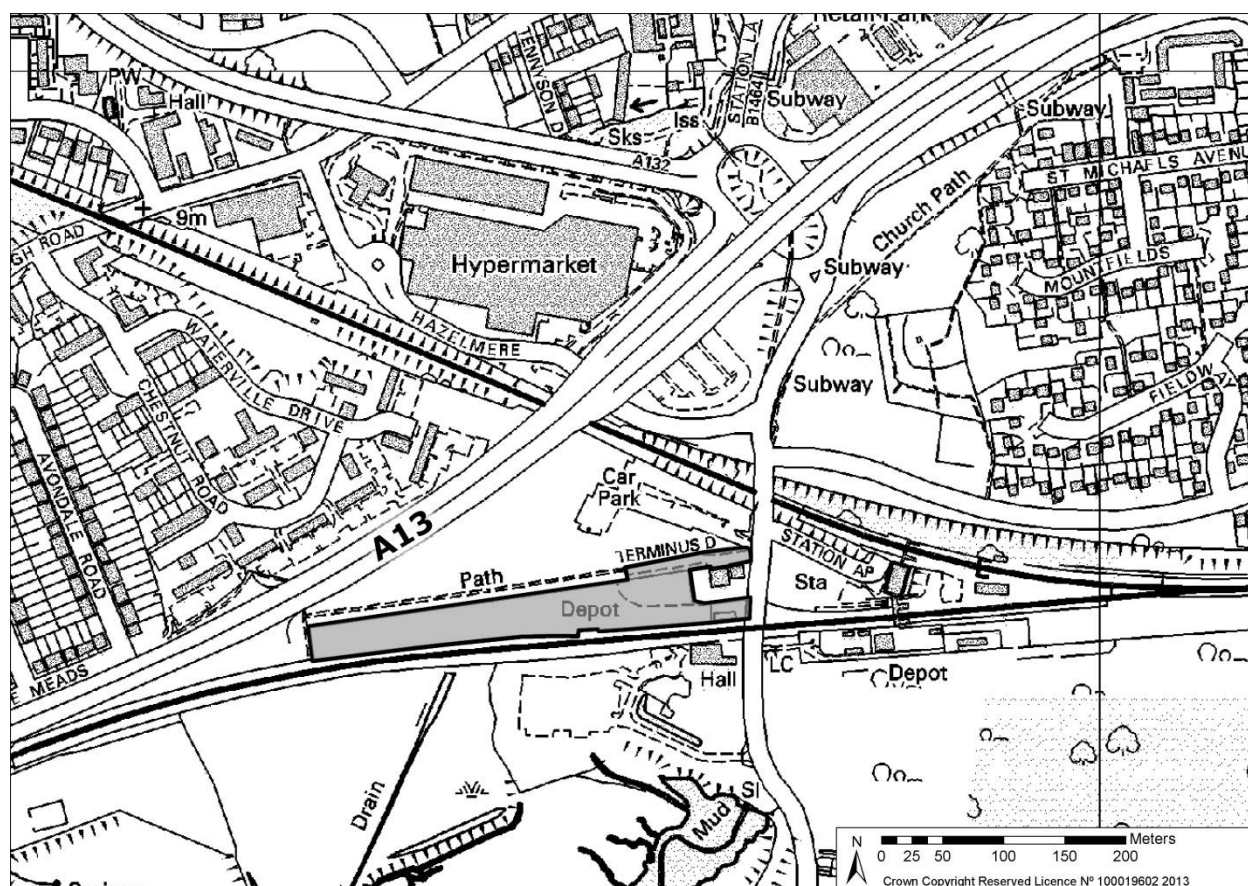 Retail Park
PW
Hall
TENNYSON D
STATION LA
B1464
Subway
Iss
Sks
A132
Subway
ST MICHAELS AVENU
Church Path
9m
GH ROAD
Hypermarket
Subway
MOUNTFIELDS
HAZELMERE
WATERVILLE DRIVE
CHESTNUT ROAD
Subway
FIELDWAY
AVONDALE ROAD
Car
Park
A13
TERMINUS D
STATION AP
Path
Sta
Depot
E MEADS
Hall
LC
Depot
Drain
Mud
Sl
N
Meters
0 25 50 100 150 200
Crown Copyright Reserved Licence Nº 100019602 2013